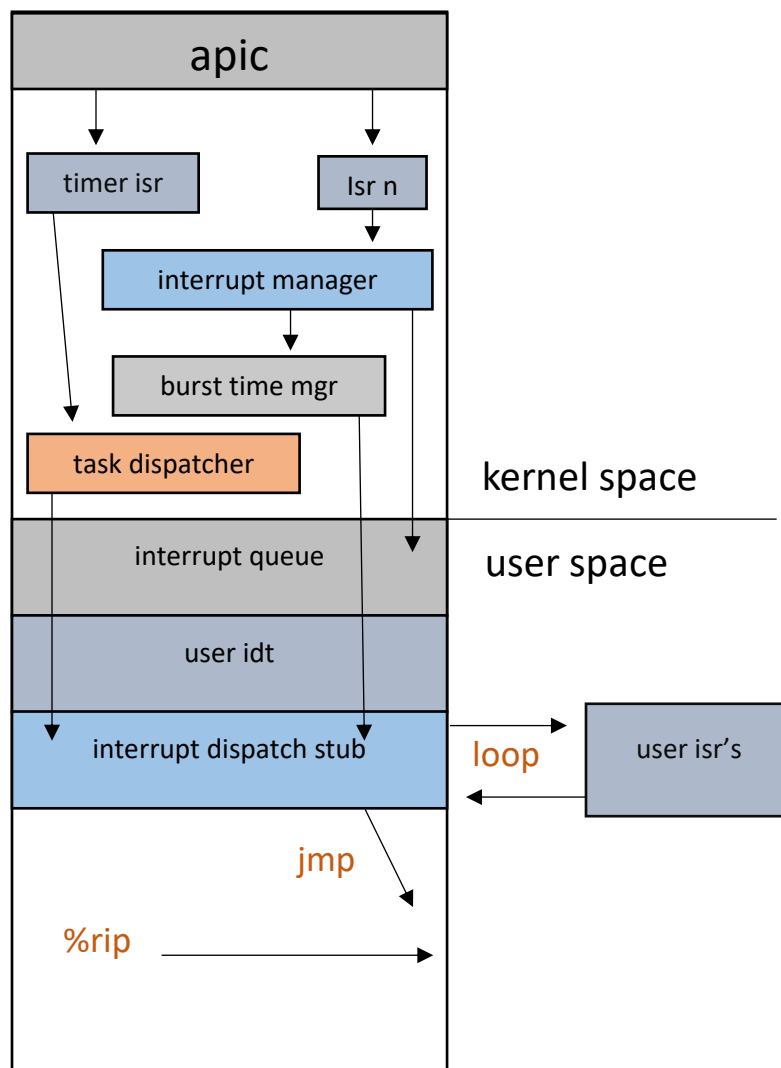 apic
timer isr
Isr n
interrupt manager
burst time mgr
task dispatcher
kernel space
interrupt queue
user space
user idt
interrupt dispatch stub
loop
user isr’s
jmp
%rip